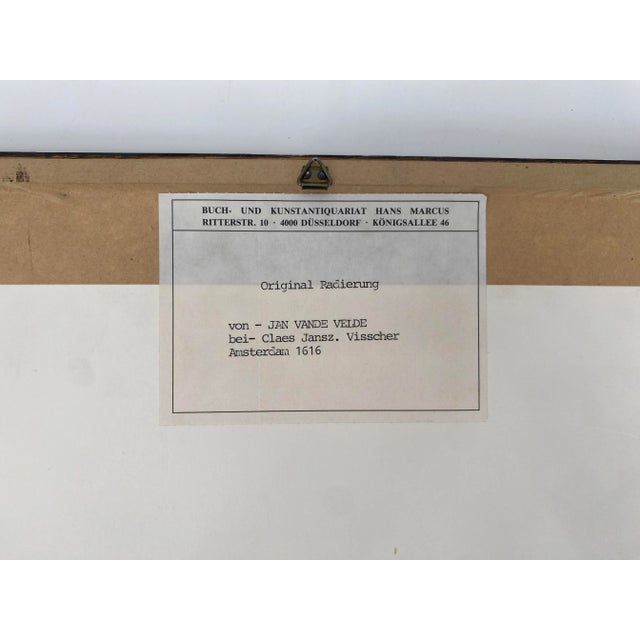 BUCH- UND KUNSTANTIQUARIAT HANS MARCUS
RITTERSTR. 10 · 4000 DÜSSELDORF · KÖNIGSALLEE 46
Original Radierung
von - JAN VANDE VELDE
bei- Claes Jansz. Visscher
Amsterdam 1616